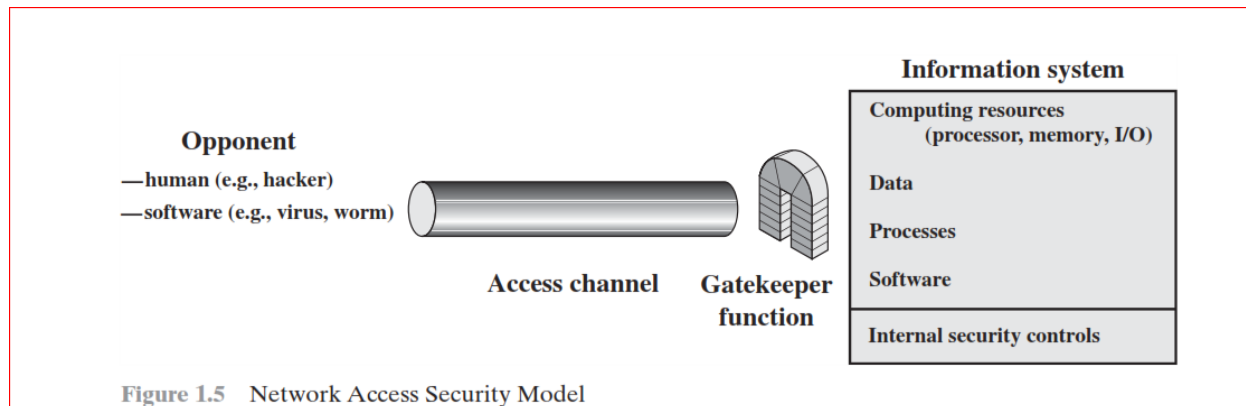 Information system
Computing resources
(processor, memory, I/O)
Data
Processes
Software
Internal security controls
Opponent
—human (e.g., hacker)
—software (e.g., virus, worm)
Access channel
Gatekeeper
function
Figure 1.5 Network Access Security Model